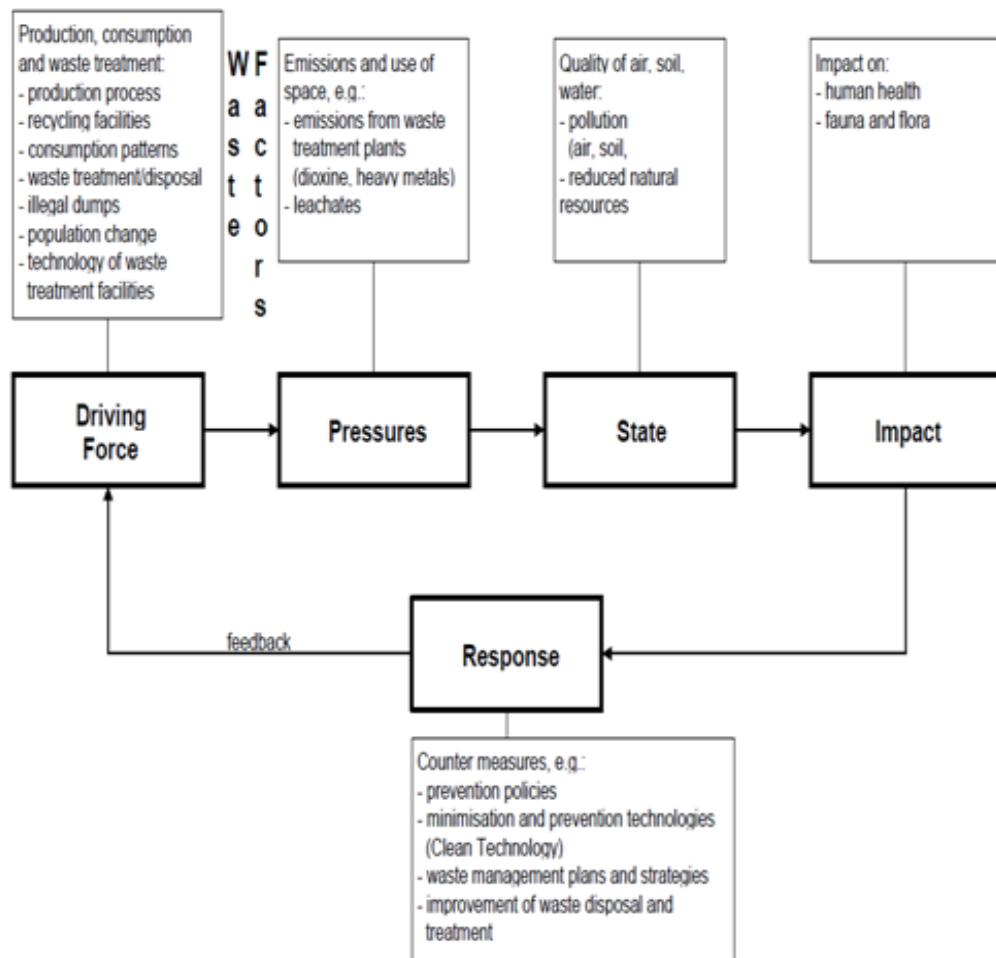 Production, consumption
and waste treatment:
- production process
- recycling facilities
- consumption patterns
- waste treatment/disposal
- illegal dumps
- population change
- technology of waste
treatment facilities
Waste
Factors
Emissions and use of
space, e.g.:
- emissions from waste
treatment plants
(dioxine, heavy metals)
- leachates
Quality of air, soil,
water:
- pollution
(air, soil,
- reduced natural
resources
Impact on:
- human health
- fauna and flora
Driving
Force
Pressures
State
Impact
feedback
Response
Counter measures, e.g.:
- prevention policies
- minimisation and prevention technologies
(Clean Technology)
- waste management plans and strategies
- improvement of waste disposal and
treatment